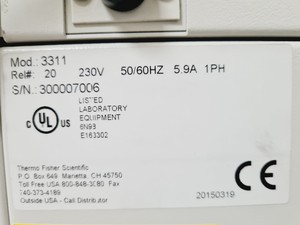 Mod.: 3311
Rel#: 20 230V 50/60HZ 5.9A 1PH
S/N.: 300007006
LISTED
LABORATORY
EQUIPMENT
6N93
E163302
C UL US
Thermo Fisher Scientific
P.O. Box 649 Marietta, CH 45750
Toll Free USA 800-848-3080 Fax
740-373-4189
Outside USA - Call Distributor
CE
20150319